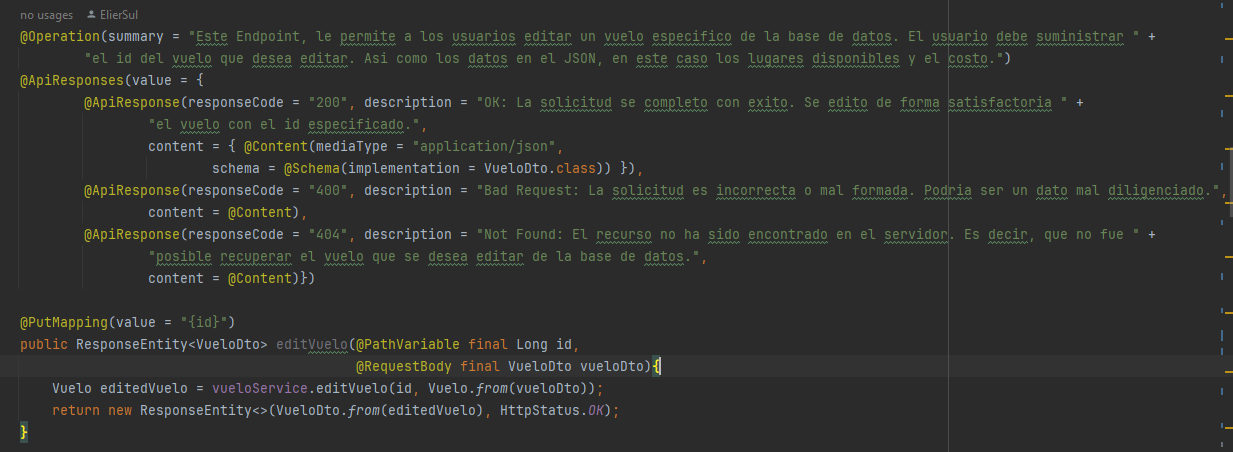 no usages ElierSul
@Operation(summary = "Este Endpoint, le permite a los usuarios editar un vuelo especifico de la base de datos. El usuario debe suministrar " +
"el id del vuelo que desea editar. Asi como los datos en el JSON, en este caso los lugares disponibles y el costo.")
@ApiResponses(value = {
@ApiResponse(responseCode = "200", description = "OK: La solicitud se completo con exito. Se edito de forma satisfactoria " +
"el vuelo con el id especificado.",
content = { @Content(mediaType = "application/json",
schema = @Schema(implementation = VueloDto.class)) }),
@ApiResponse(responseCode = "400", description = "Bad Request: La solicitud es incorrecta o mal formada. Podria ser un dato mal diligenciado.",
content = @Content),
@ApiResponse(responseCode = "404", description = "Not Found: El recurso no ha sido encontrado en el servidor. Es decir, que no fue " +
"posible recuperar el vuelo que se desea editar de la base de datos.",
content = @Content)})
@PutMapping(value = "{id}")
public ResponseEntity<VueloDto> editVuelo(@PathVariable final Long id,
@RequestBody final VueloDto vueloDto){
Vuelo editedVuelo = vueloService.editVuelo(id, Vuelo.from(vueloDto));
return new ResponseEntity<>(VueloDto.from(editedVuelo), HttpStatus.OK);
}